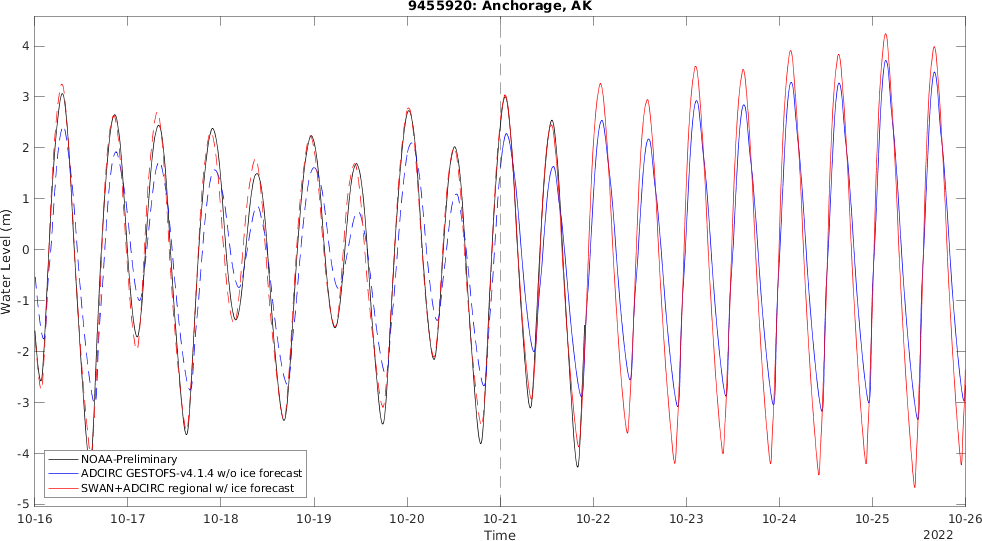 9455920: Anchorage, AK
Water Level (m)
4
3
2
1
0
-1
-2
-3
-4
-5
NOAA-Preliminary
ADCIRC GESTOFS-v4.1.4 w/o ice forecast
SWAN+ADCIRC regional w/ ice forecast
10-16 10-17 10-18 10-19 10-20 10-21 10-22 10-23 10-24 10-25 10-26
Time
2022